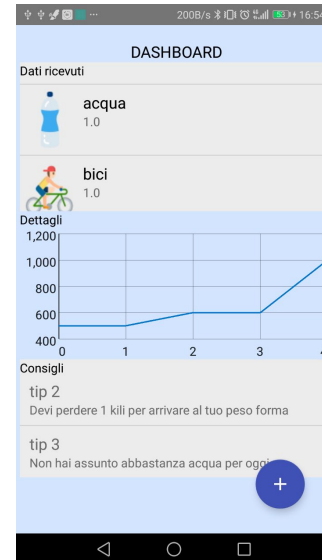 200B/s 53 16:54
DASHBOARD
Dati ricevuti
acqua
1.0
bici
1.0
Dettagli
1,200
1,000
800
600
400
0 1 2 3 4
Consigli
tip 2
Devi perdere 1 kili per arrivare al tuo peso forma
tip 3
Non hai assunto abbastanza acqua per oggi
+